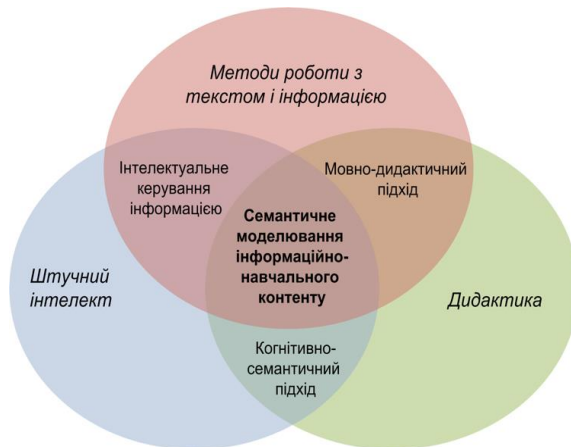 Методи роботи з
текстом і інформацією
Інтелектуальне
керування
інформацією
Мовно-дидактичний
підхід
Семантичне
моделювання
інформаційно-
навчального
контенту
Штучний
інтелект
Дидактика
Когнітивно-
семантичний
підхід